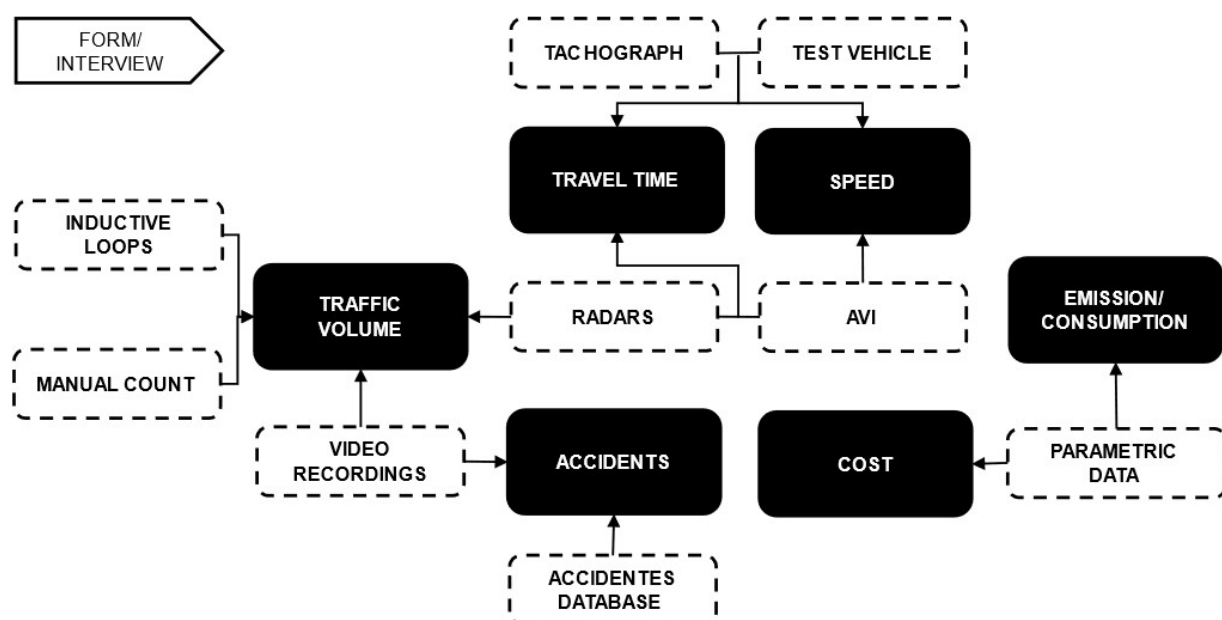 FORM/
INTERVIEW
TACHOGRAPH
TEST VEHICLE
TRAVEL TIME
SPEED
INDUCTIVE
LOOPS
TRAFFIC
VOLUME
RADARS
AVI
EMISSION/
CONSUMPTION
MANUAL COUNT
VIDEO
RECORDINGS
ACCIDENTS
COST
PARAMETRIC
DATA
ACCIDENTES
DATABASE